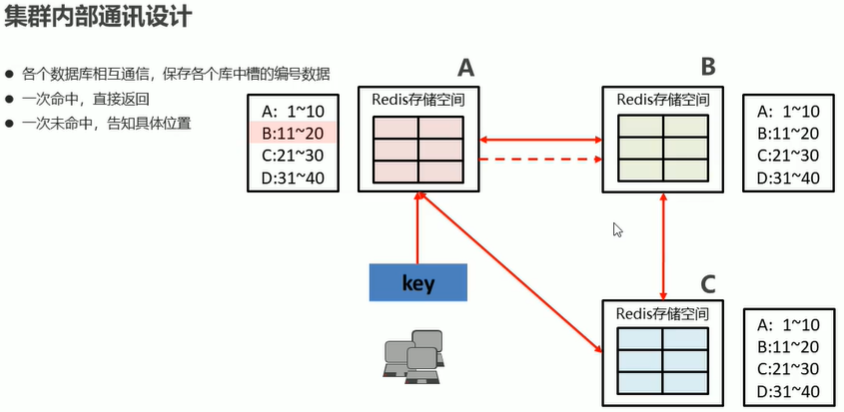 集群内部通讯设计
● 各个数据库相互通信，保存各个库中槽的编号数据
● 一次命中，直接返回
● 一次未命中，告知具体位置
A: 1~10
B:11~20
C:21~30
D:31~40
A
Redis存储空间
B
Redis存储空间
A: 1~10
B:11~20
C:21~30
D:31~40
key
C
Redis存储空间
A: 1~10
B:11~20
C:21~30
D:31~40